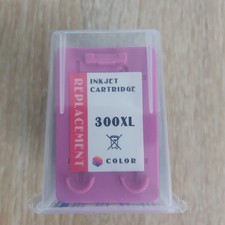 REPLACEMENT
INKJET
CARTRIDGE
300XL
COLOR